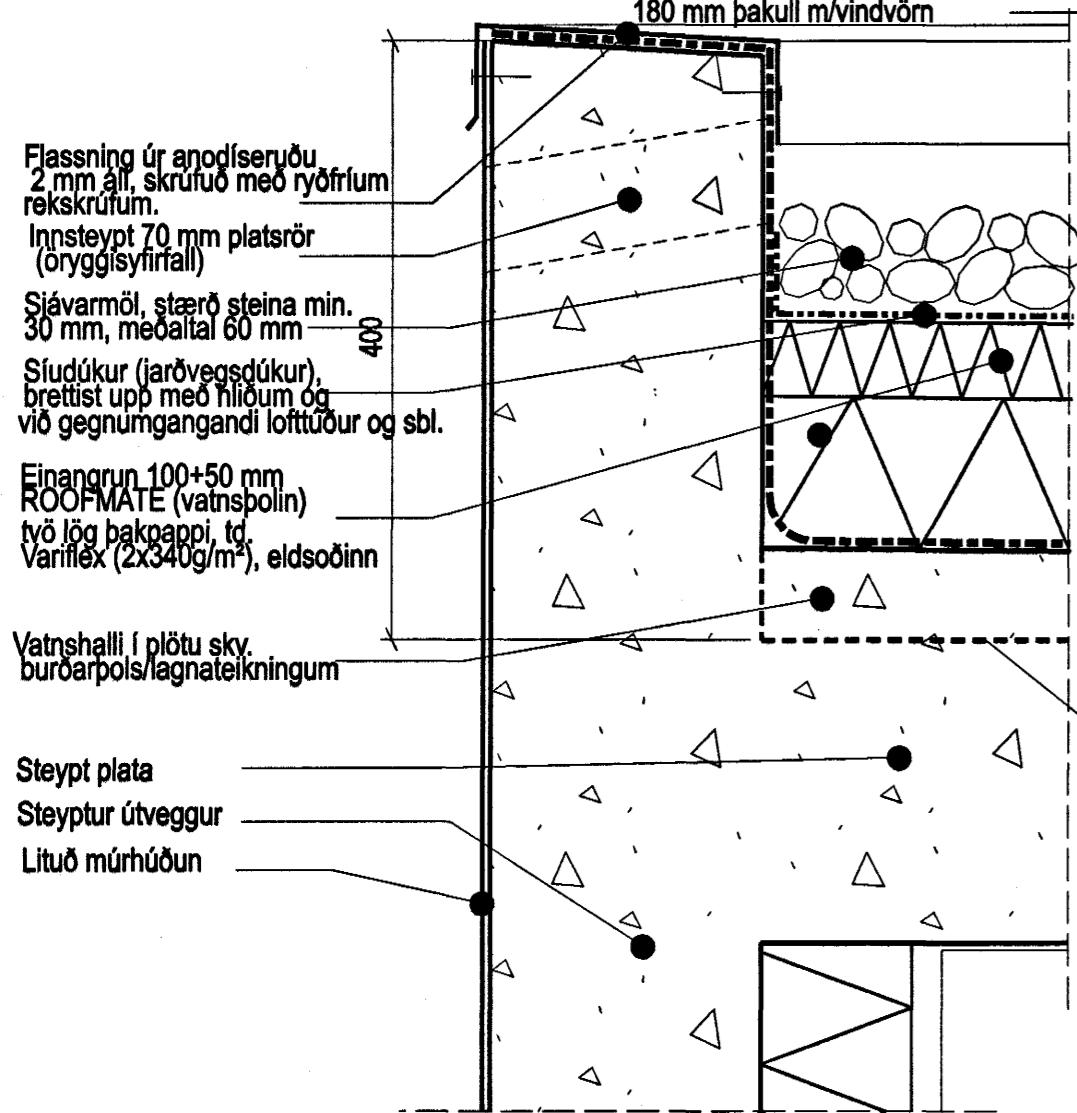 180 mm þakull m/vindvörn
Flassning úr anodíseruðu
2 mm áli, skrúfuð með ryðfríum
rekskrúfum.
Innsteypt 70 mm platsrör
(öryggisyfirfall)
Sjávarmöl, stærð steina min.
30 mm, meðaltal 60 mm
400
Síudúkur (jarðvegsdúkur),
brettist upp með hliðum og
við gegnumgangandi lofttúður og sbl.
Einangrun 100+50 mm
ROOFMATE (vatnsþolin)
tvö lög þakpappi, td.
Variflex (2x340g/m²), eldsoðinn
Vatnshalli í plötu skv.
burðarþols/lagnateikningum
Steypt plata
Steyptur útveggur
Lituð múrhúðun